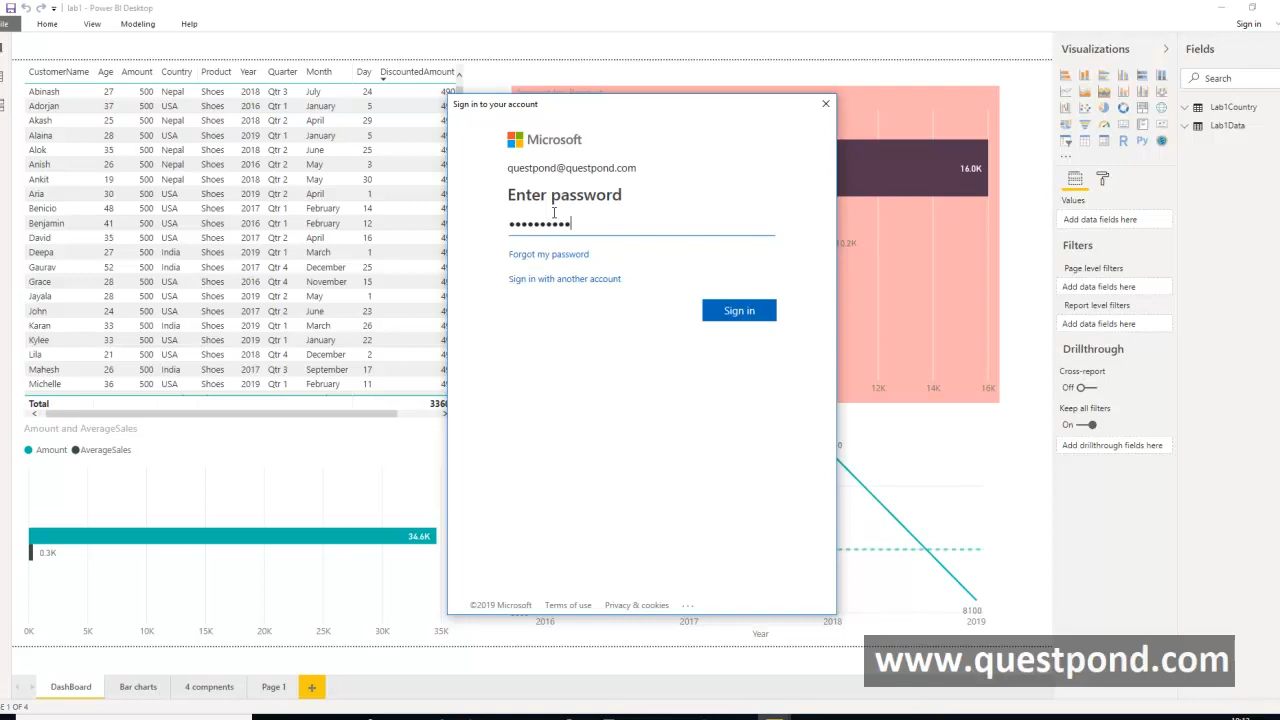 lab1 - Power BI Desktop
Home View Modeling Help Sign in
CustomerName Age Amount Country Product Year Quarter Month Day DiscountedAmount
Abinash 27 500 Nepal Shoes 2018 Qtr 3 July 24 490
Adorjan 37 500 USA Shoes 2016 Qtr 1 January 5
Akash 25 500 Nepal Shoes 2016 Qtr 2 April 29
Alaina 28 500 USA Shoes 2019 Qtr 1 January 5
Alok 35 500 Nepal Shoes 2016 Qtr 2 June 25
Anish 26 500 Nepal Shoes 2016 Qtr 2 May 3
Ankit 19 500 Nepal Shoes 2018 Qtr 2 May 30
Aria 30 500 USA Shoes 2018 Qtr 2 April 1
Benicio 48 500 USA Shoes 2017 Qtr 1 February 14
Benjamin 41 500 USA Shoes 2016 Qtr 1 February 12
David 35 500 USA Shoes 2017 Qtr 2 April 16
Deepa 27 500 India Shoes 2019 Qtr 1 March 1
Gaurav 52 500 India Shoes 2017 Qtr 4 December 25
Grace 28 500 USA Shoes 2016 Qtr 4 November 15
Jayala 28 500 USA Shoes 2019 Qtr 2 May 1
John 24 500 USA Shoes 2017 Qtr 2 June 23
Karan 33 500 India Shoes 2016 Qtr 1 March 26
Kylee 33 500 USA Shoes 2019 Qtr 1 January 22
Lila 21 500 USA Shoes 2018 Qtr 4 December 2
Mahesh 26 500 India Shoes 2017 Qtr 3 September 17
Michelle 36 500 USA Shoes 2019 Qtr 1 February 11
Total
Amount and AverageSales
Amount AverageSales
34.6K
0.3K
0K 5K 10K 15K 20K 25K 30K 35K
Sign in to your account
Microsoft
questpond@questpond.com
Enter password
Forgot my password
Sign in with another account
Sign in
©2019 Microsoft Terms of use Privacy & cookies ...
16.0K
10.2K
12K 14K 16K
8100
2016 2017 2018 2019
Year
Visualizations
Values
Add data fields here
Filters
Page level filters
Add data fields here
Report level filters
Add data fields here
Drillthrough
Cross-report
Off
Keep all filters
On
Add drillthrough fields here
Fields
Search
Lab1Country
Lab1Data
www.questpond.com
DashBoard Bar charts 4 compnents Page 1
1 OF 4